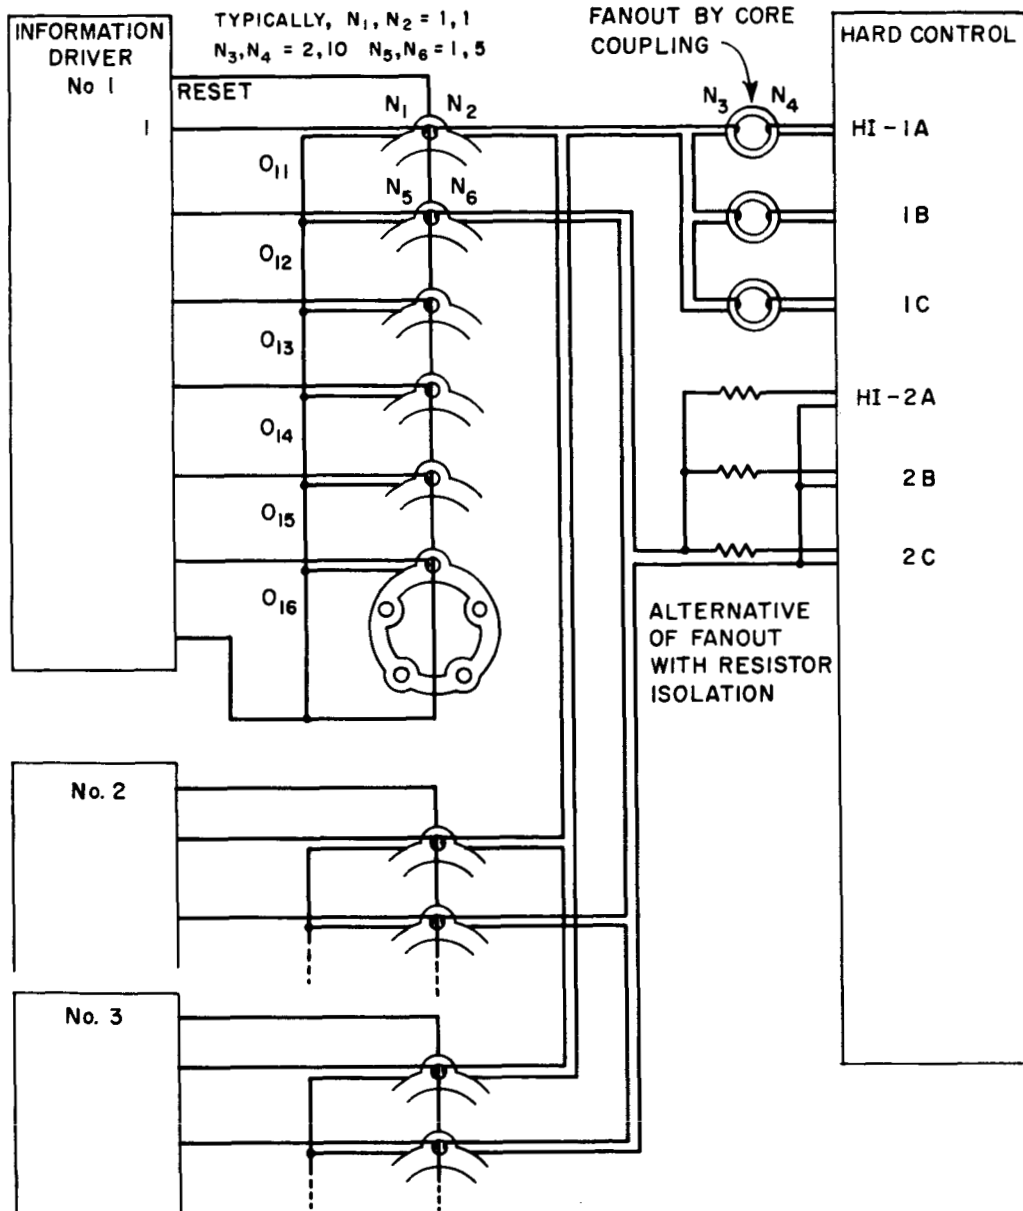 TYPICALLY, N₁, N₂ = 1, 1
N₃, N₄ = 2, 10 N₅, N₆ = 1, 5
FANOUT BY CORE
COUPLING
INFORMATION
DRIVER
No 1
HARD CONTROL
RESET
1
N₁ N₂
N₃ N₄
HI-1A
O₁₁
N₅ N₆
1B
O₁₂
1C
O₁₃
HI-2A
O₁₄
2B
O₁₅
2C
O₁₆
ALTERNATIVE
OF FANOUT
WITH RESISTOR
ISOLATION
No. 2
No. 3